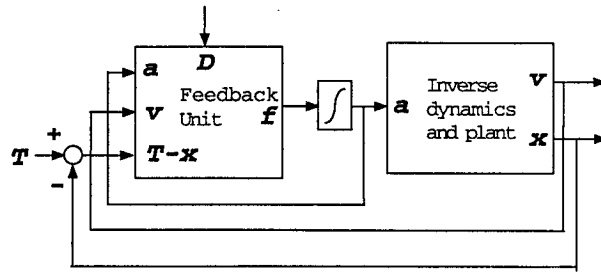 D
a
Feedback
Unit
v
f
T-x
+
T
-
∫
a
Inverse
dynamics
and plant
v
x